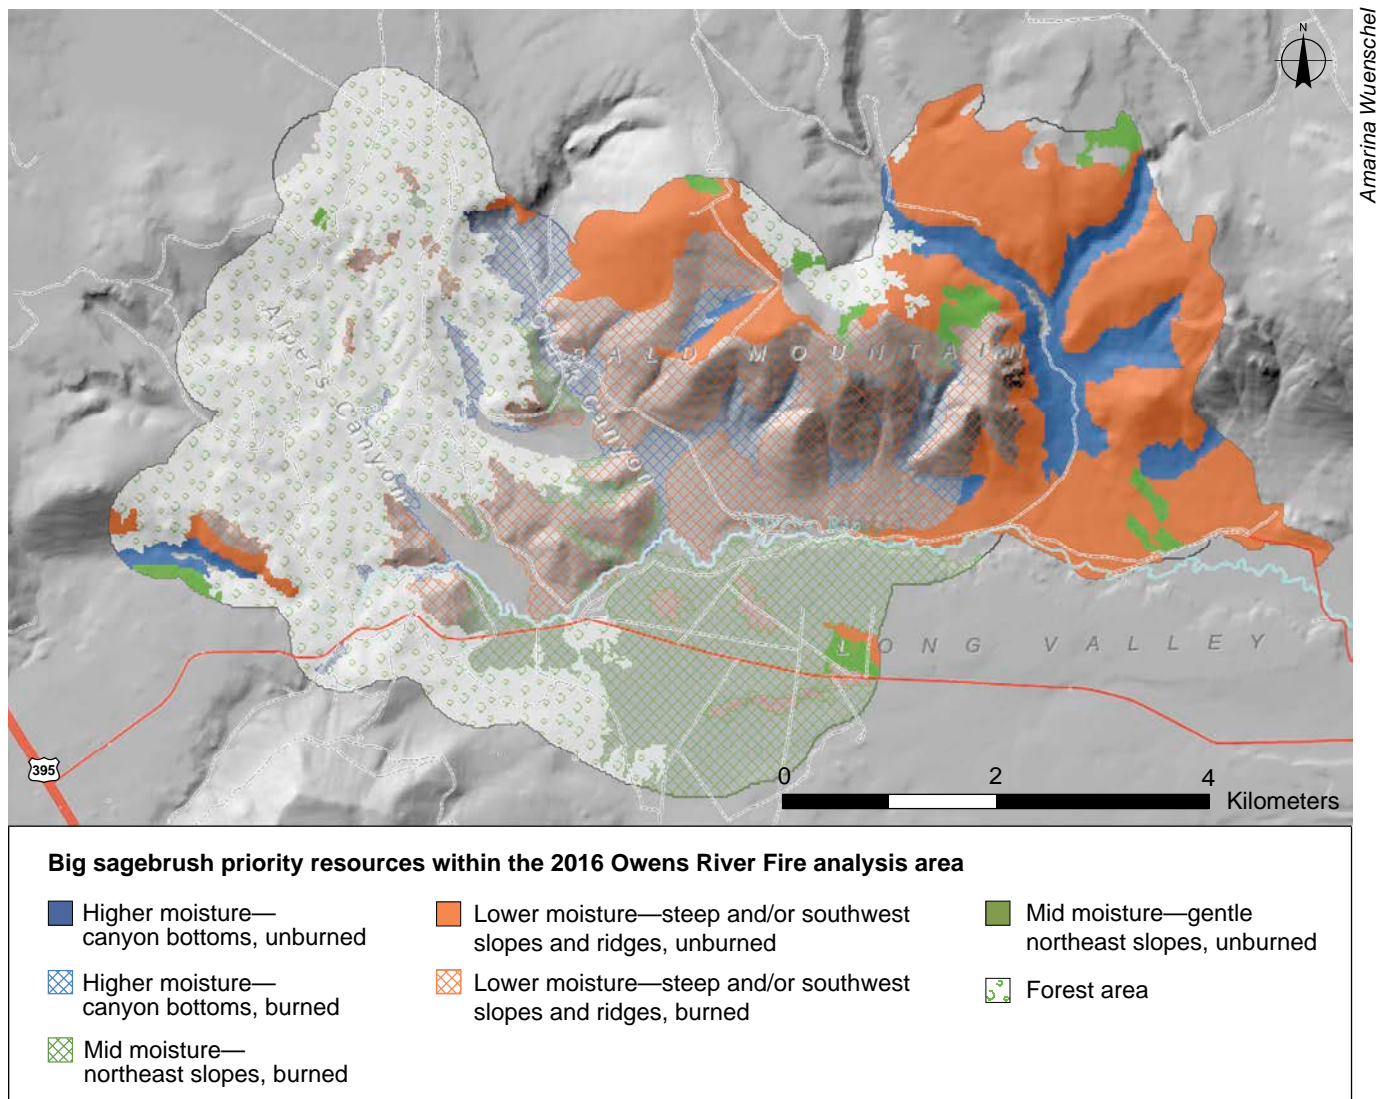 Amarina Wuenschel
N
Alpers Canyon
Canyon
BALD MOUNTAIN
LONG VALLEY
395
0 2 4
Kilometers
Big sagebrush priority resources within the 2016 Owens River Fire analysis area
Higher moisture—
canyon bottoms, unburned
Higher moisture—
canyon bottoms, burned
Mid moisture—
northeast slopes, burned
Lower moisture—steep and/or southwest
slopes and ridges, unburned
Lower moisture—steep and/or southwest
slopes and ridges, burned
Mid moisture—gentle
northeast slopes, unburned
Forest area